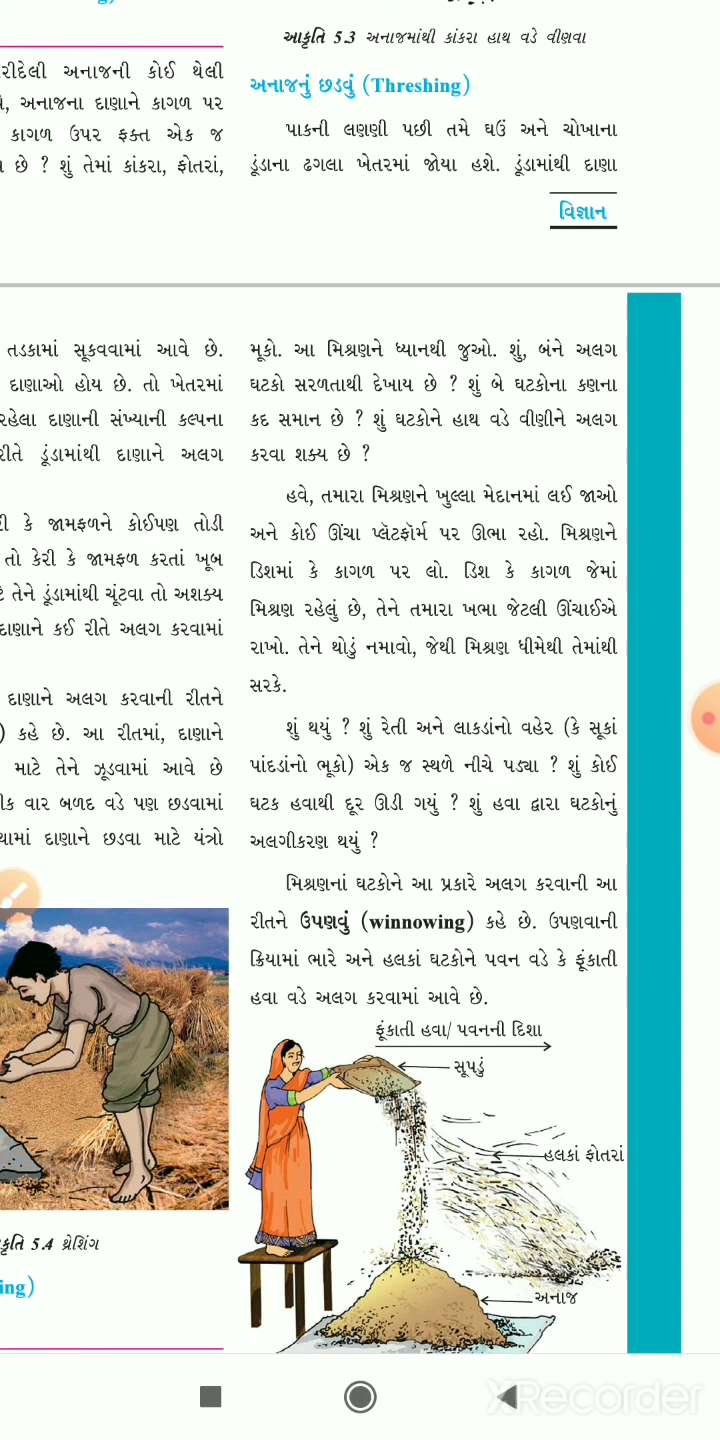 આકૃતિ 5.3 અનાજમાંથી કાંકરા હાથ વડે વીણવા
રીદેલી અનાજની કોઈ થેલી
અનાજના દાણાને કાગળ પર
કાગળ ઉપર ફક્ત એક જ
છે ? શું તેમાં કાંકરા, ફોતરાં,
અનાજનું છડવું (Threshing)
પાકની લણણી પછી તમે ઘઉં અને ચોખાના
ડૂંડાના ઢગલા ખેતરમાં જોયા હશે. ડૂંડામાંથી દાણા
વિજ્ઞાન
તડકામાં સૂકવવામાં આવે છે.
દાણાઓ હોય છે. તો ખેતરમાં
રહેલા દાણાની સંખ્યાની કલ્પના
રીતે ડૂંડામાંથી દાણાને અલગ
કે જામફળને કોઈપણ તોડી
તો કેરી કે જામફળ કરતાં ખૂબ
તેને ડૂંડામાંથી ચૂંટવા તો અશક્ય
દાણાને કઈ રીતે અલગ કરવામાં
દાણાને અલગ કરવાની રીતને
) કહે છે. આ રીતમાં, દાણાને
માટે તેને ઝૂડવામાં આવે છે
ીક વાર બળદ વડે પણ છડવામાં
થામાં દાણાને છડવા માટે યંત્રો
કૃતિ 5.4 થ્રેશિંગ
ing)
મૂકો. આ મિશ્રણને ધ્યાનથી જુઓ. શું, બંને અલગ
ઘટકો સરળતાથી દેખાય છે ? શું બે ઘટકોના કણના
કદ સમાન છે ? શું ઘટકોને હાથ વડે વીણીને અલગ
કરવા શક્ય છે ?
હવે, તમારા મિશ્રણને ખુલ્લા મેદાનમાં લઈ જાઓ
અને કોઈ ઊંચા પ્લૅટફૉર્મ પર ઊભા રહો. મિશ્રણને
ડિશમાં કે કાગળ પર લો. ડિશ કે કાગળ જેમાં
મિશ્રણ રહેલું છે, તેને તમારા ખભા જેટલી ઊંચાઈએ
રાખો. તેને થોડું નમાવો, જેથી મિશ્રણ ધીમેથી તેમાંથી
સરકે.
શું થયું ? શું રેતી અને લાકડાંનો વહેર (કે સૂકાં
પાંદડાંનો ભૂકો) એક જ સ્થળે નીચે પડ્યા ? શું કોઈ
ઘટક હવાથી દૂર ઊડી ગયું ? શું હવા દ્વારા ઘટકોનું
અલગીકરણ થયું ?
મિશ્રણનાં ઘટકોને આ પ્રકારે અલગ કરવાની આ
રીતને ઉપણવું (winnowing) કહે છે. ઉપણવાની
ક્રિયામાં ભારે અને હલકાં ઘટકોને પવન વડે કે ફૂંકાતી
હવા વડે અલગ કરવામાં આવે છે.
ફૂંકાતી હવા/ પવનની દિશા
સૂપડું
હલકાં ફોતરાં
અનાજ
XRecorder